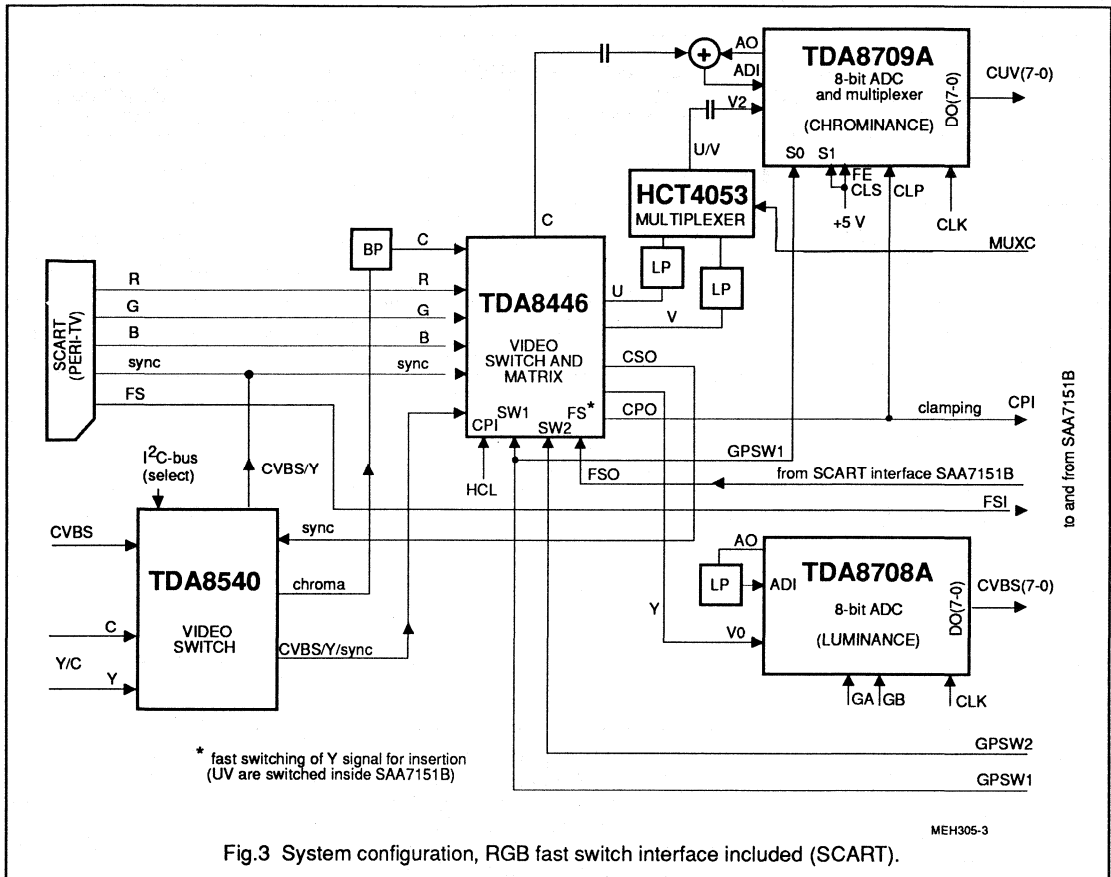 AO
TDA8709A
8-bit ADC
and multiplexer
(CHROMINANCE)
DO(7-0)
CUV(7-0)
ADI
V2
U/V
S0
S1
FE
CLS
CLP
+5 V
CLK
HCT4053
MULTIPLEXER
MUXC
C
BP
C
LP
LP
SCART
(PERI-TV)
R
R
G
G
B
B
sync
sync
FS
TDA8446
VIDEO
SWITCH AND
MATRIX
U
V
CSO
CPO
CPI
SW1
SW2
FS*
clamping
CPI
GPSW1
HCL
FSO
from SCART interface SAA7151B
FSI
to and from SAA7151B
I2C-bus
(select)
CVBS/Y
CVBS
sync
TDA8540
VIDEO
SWITCH
chroma
C
Y/C
Y
CVBS/Y/sync
AO
LP
ADI
TDA8708A
8-bit ADC
(LUMINANCE)
DO(7-0)
CVBS(7-0)
Y
V0
GA
GB
CLK
GPSW2
GPSW1
* fast switching of Y signal for insertion
(UV are switched inside SAA7151B)
MEH305-3
Fig.3 System configuration, RGB fast switch interface included (SCART).